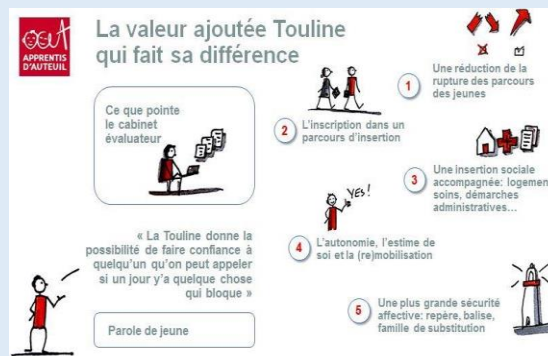 APPRENTIS
D'AUTEUIL
La valeur ajoutée Touline
qui fait sa différence
Ce que pointe
le cabinet
évaluateur
« La Touline donne la
possibilité de faire confiance à
quelqu'un qu'on peut appeler
si un jour y'a quelque chose
qui bloque »
Parole de jeune
1
Une réduction de la
rupture des parcours
des jeunes
2
L'inscription dans un
parcours d'insertion
3
Une insertion sociale
accompagnée: logemen
soins, démarches
administratives...
YES!
4
L'autonomie, l'estime de
soi et la (re)mobilisation
5
Une plus grande sécurité
affective: repère, balise,
famille de substitution